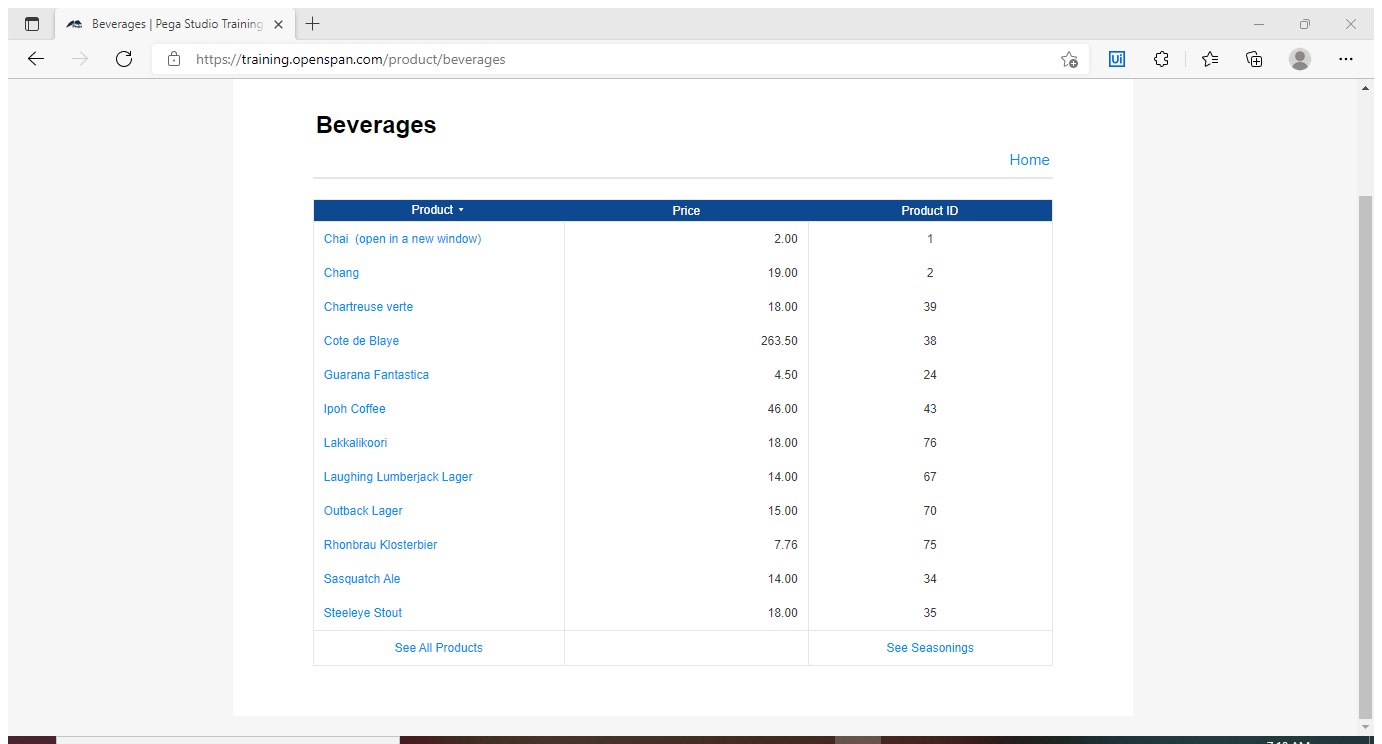 Beverages | Pega Studio Training
https://training.openspan.com/product/beverages
Ui
Beverages
Home
Product Price Product ID
Chai (open in a new window) 2.00 1
Chang 19.00 2
Chartreuse verte 18.00 39
Cote de Blaye 263.50 38
Guarana Fantastica 4.50 24
Ipoh Coffee 46.00 43
Lakkalikoori 18.00 76
Laughing Lumberjack Lager 14.00 67
Outback Lager 15.00 70
Rhonbrau Klosterbier 7.76 75
Sasquatch Ale 14.00 34
Steeleye Stout 18.00 35
See All Products See Seasonings